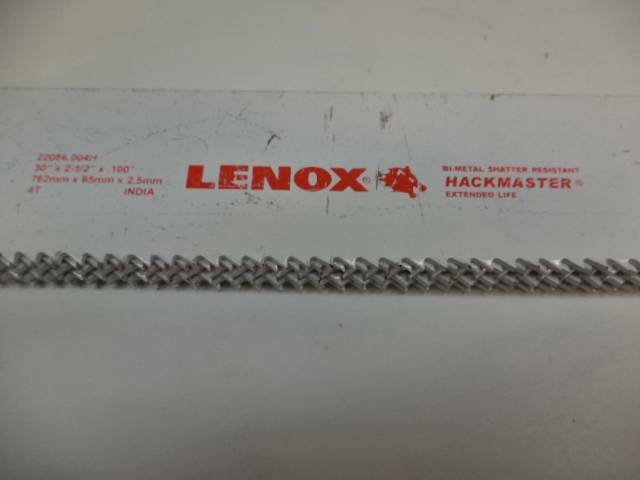 22086.004H
30" x 2-1/2" x .100"
762mm x 65mm x 2.5mm
4T INDIA
LENOX®
BI-METAL SHATTER RESISTANT
HACKMASTER®
EXTENDED LIFE